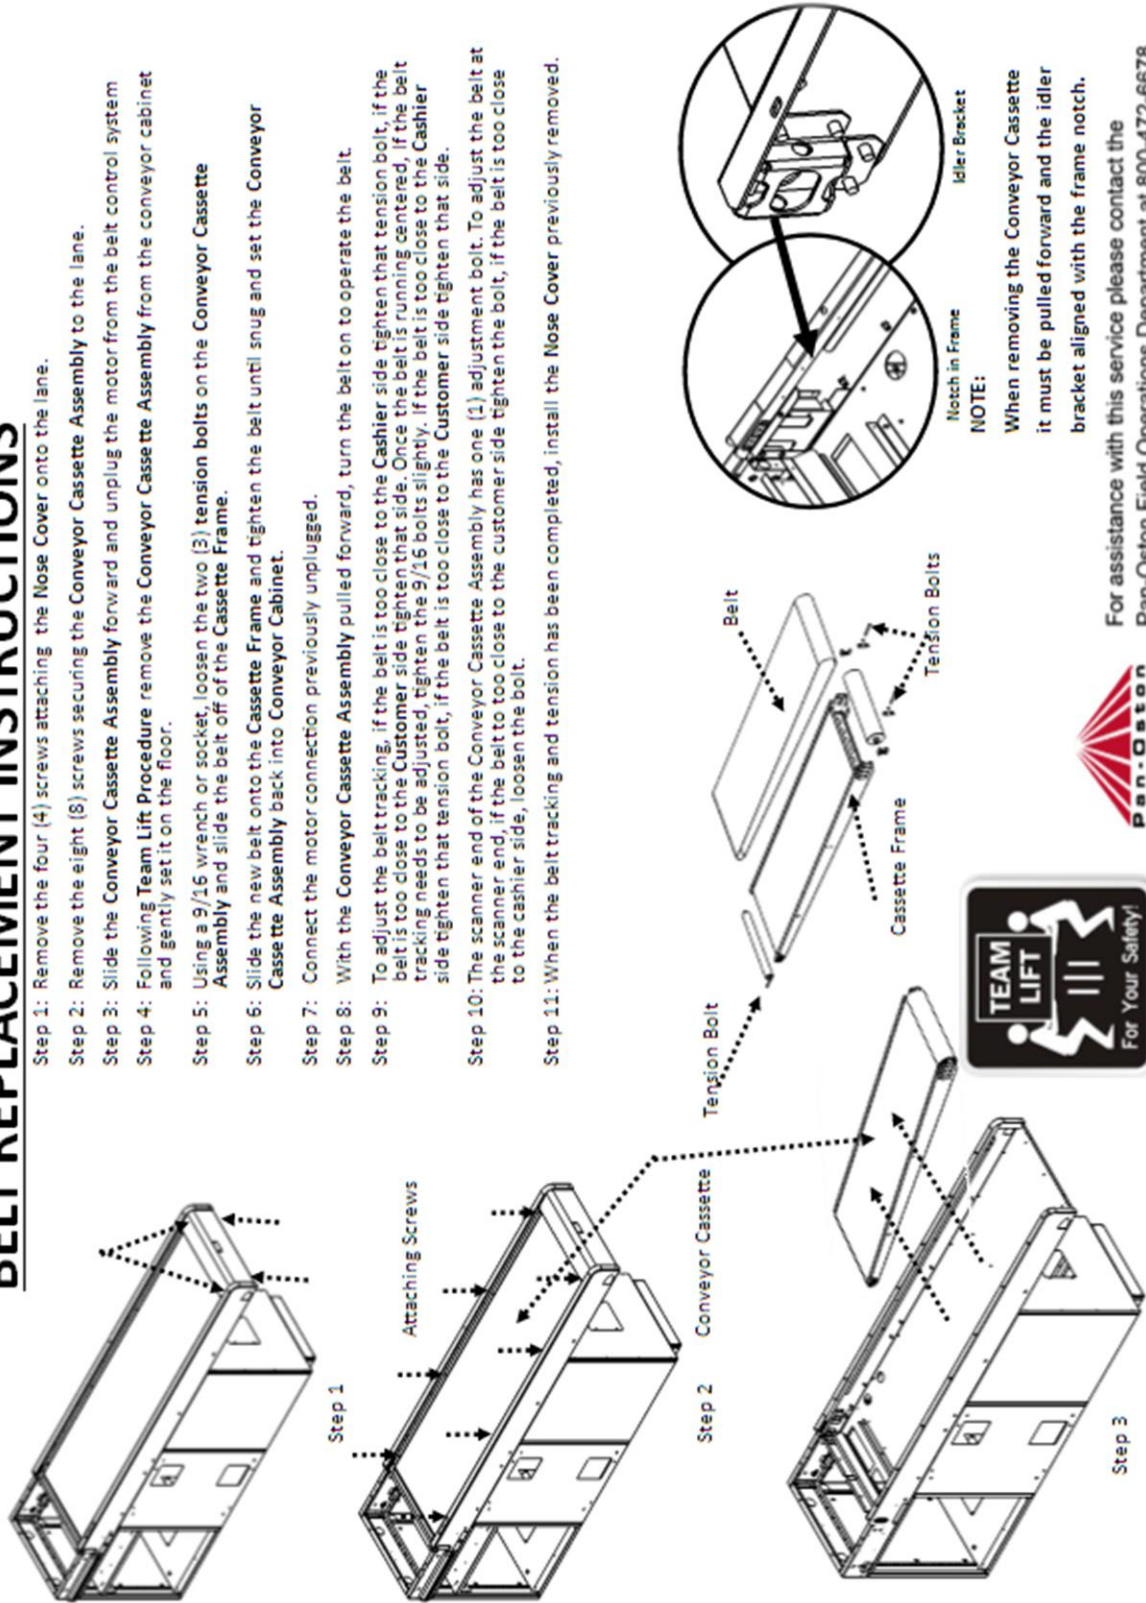 BELT REPLACEMENT INSTRUCTIONS
Step 1: Remove the four (4) screws attaching the Nose Cover onto the lane.
Step 2: Remove the eight (8) screws securing the Conveyor Cassette Assembly to the lane.
Step 3: Slide the Conveyor Cassette Assembly forward and unplug the motor from the belt control system
Step 4: Following Team Lift Procedure remove the Conveyor Cassette Assembly from the conveyor cabinet
and gently set it on the floor.
Step 5: Using a 9/16 wrench or socket, loosen the two (3) tension bolts on the Conveyor Cassette
Assembly and slide the belt off of the Cassette Frame.
Step 6: Slide the new belt onto the Cassette Frame and tighten the belt until snug and set the Conveyor
Cassette Assembly back into Conveyor Cabinet.
Step 7: Connect the motor connection previously unplugged.
Step 8: With the Conveyor Cassette Assembly pulled forward, turn the belt on to operate the belt.
Step 9: To adjust the belt tracking, if the belt is too close to the Cashier side tighten that tension bolt, if the
belt is too close to the Customer side tighten that side. Once the belt is running centered, If the belt
tracking needs to be adjusted, tighten the 9/16 bolts slightly. If the belt is too close to the Cashier
side tighten that tension bolt, if the belt is too close to the Customer side tighten that side.
Step 10: The scanner end of the Conveyor Cassette Assembly has one (1) adjustment bolt. To adjust the belt at
the scanner end, if the belt to too close to the customer side tighten the bolt, if the belt is too close
to the cashier side, loosen the bolt.
Step 11: When the belt tracking and tension has been completed, install the Nose Cover previously removed.
Step 1
Attaching Screws
Step 2
Conveyor Cassette
Step 3
Tension Bolt
Cassette Frame
Belt
Tension Bolts
TEAM
LIFT
For Your Safety!
Notch in Frame
Idler Bracket
NOTE:
When removing the Conveyor Cassette
it must be pulled forward and the idler
bracket aligned with the frame notch.
Pan-Oston
For assistance with this service please contact the
Pan-Oston Field Operations Department at 800-472-6678